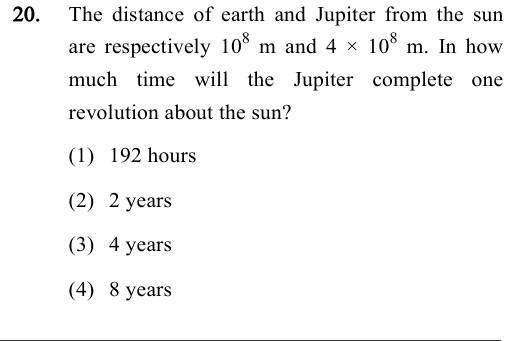 20. The distance of earth and Jupiter from the sun
are respectively 10⁸ m and 4 × 10⁸ m. In how
much time will the Jupiter complete one
revolution about the sun?
(1) 192 hours
(2) 2 years
(3) 4 years
(4) 8 years